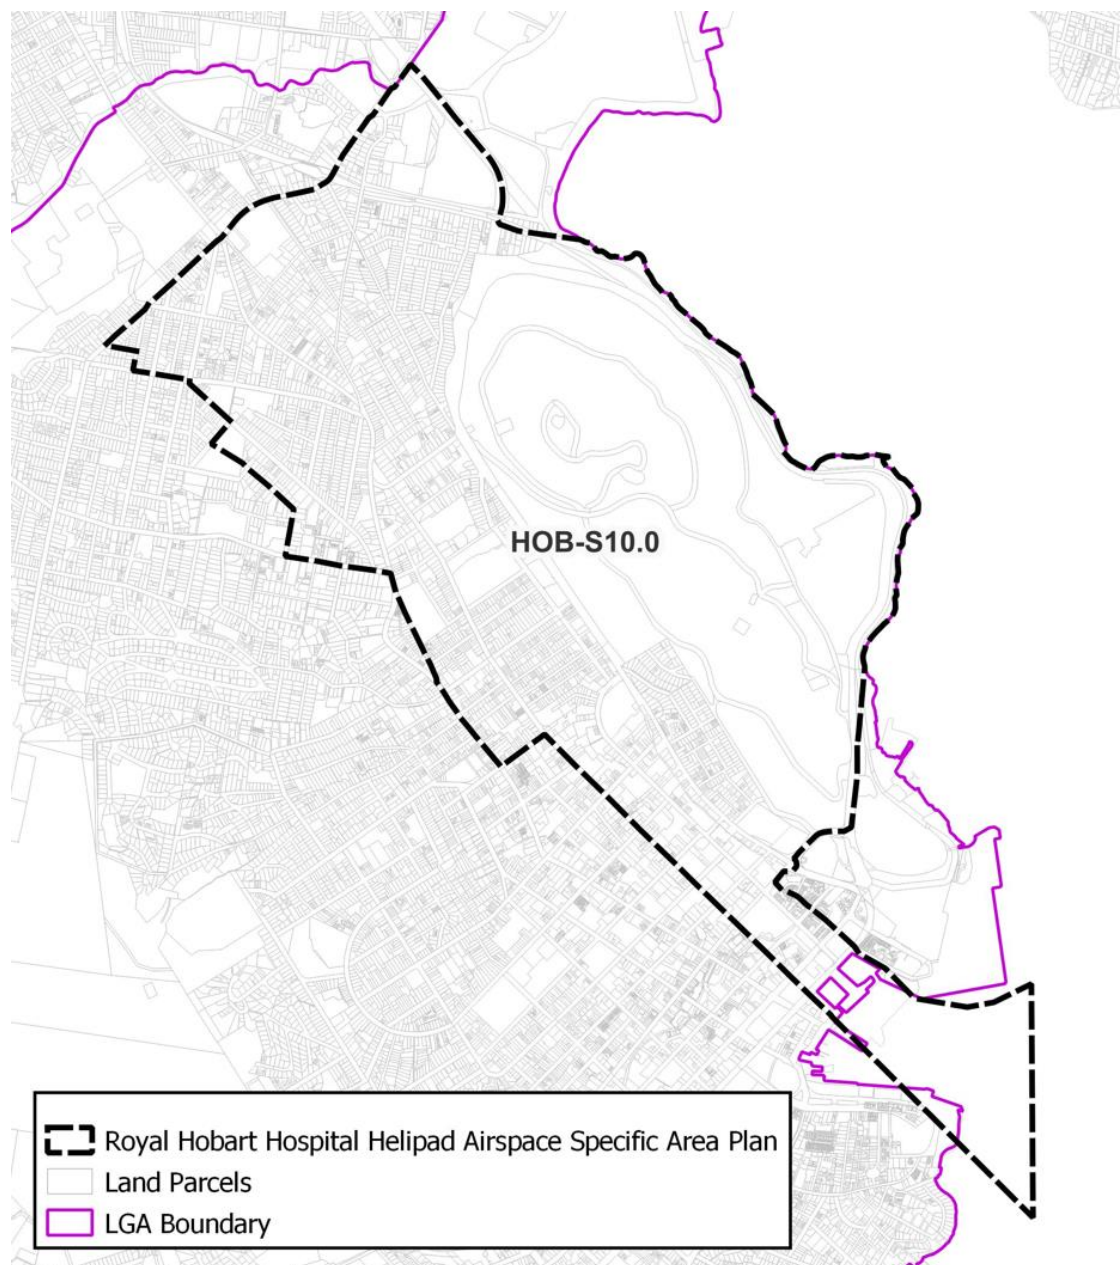 HOB-S10.0
Royal Hobart Hospital Helipad Airspace Specific Area Plan
Land Parcels
LGA Boundary